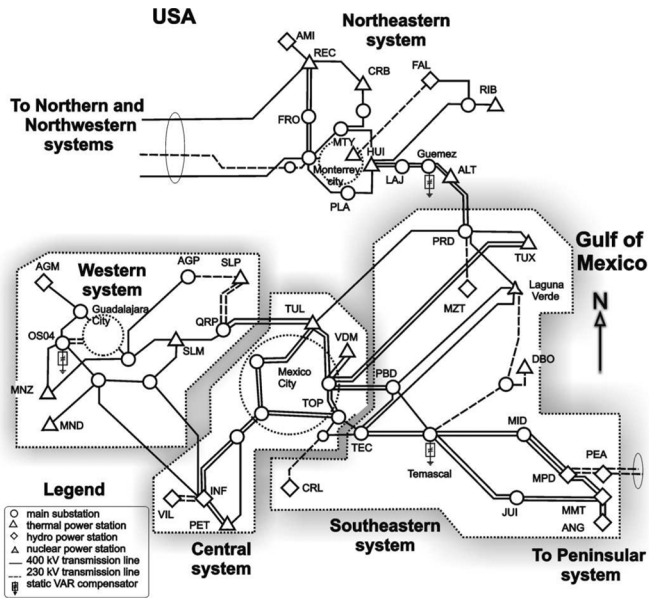 USA
Northeastern
system
AMI
REC
CRB
FAL
RIB
To Northern and
Northwestern
systems
FRO
MTY
HUI
Monterrey
city
LAJ
Guemez
ALT
PLA
PRD
TUX
Gulf of
Mexico
MZT
Laguna
Verde
N
Western
system
AGM
AGP
SLP
Guadalajara
City
OS04
QRP
SLM
MNZ
MND
TUL
VDM
Mexico
City
PBD
DBO
TOP
TEC
Temascal
MID
PEA
MPD
MMT
ANG
JUI
CRL
INF
VIL
PET
Central
system
Southeastern
system
To Peninsular
system
Legend
main substation
thermal power station
hydro power station
nuclear power station
400 kV transmission line
230 kV transmission line
static VAR compensator